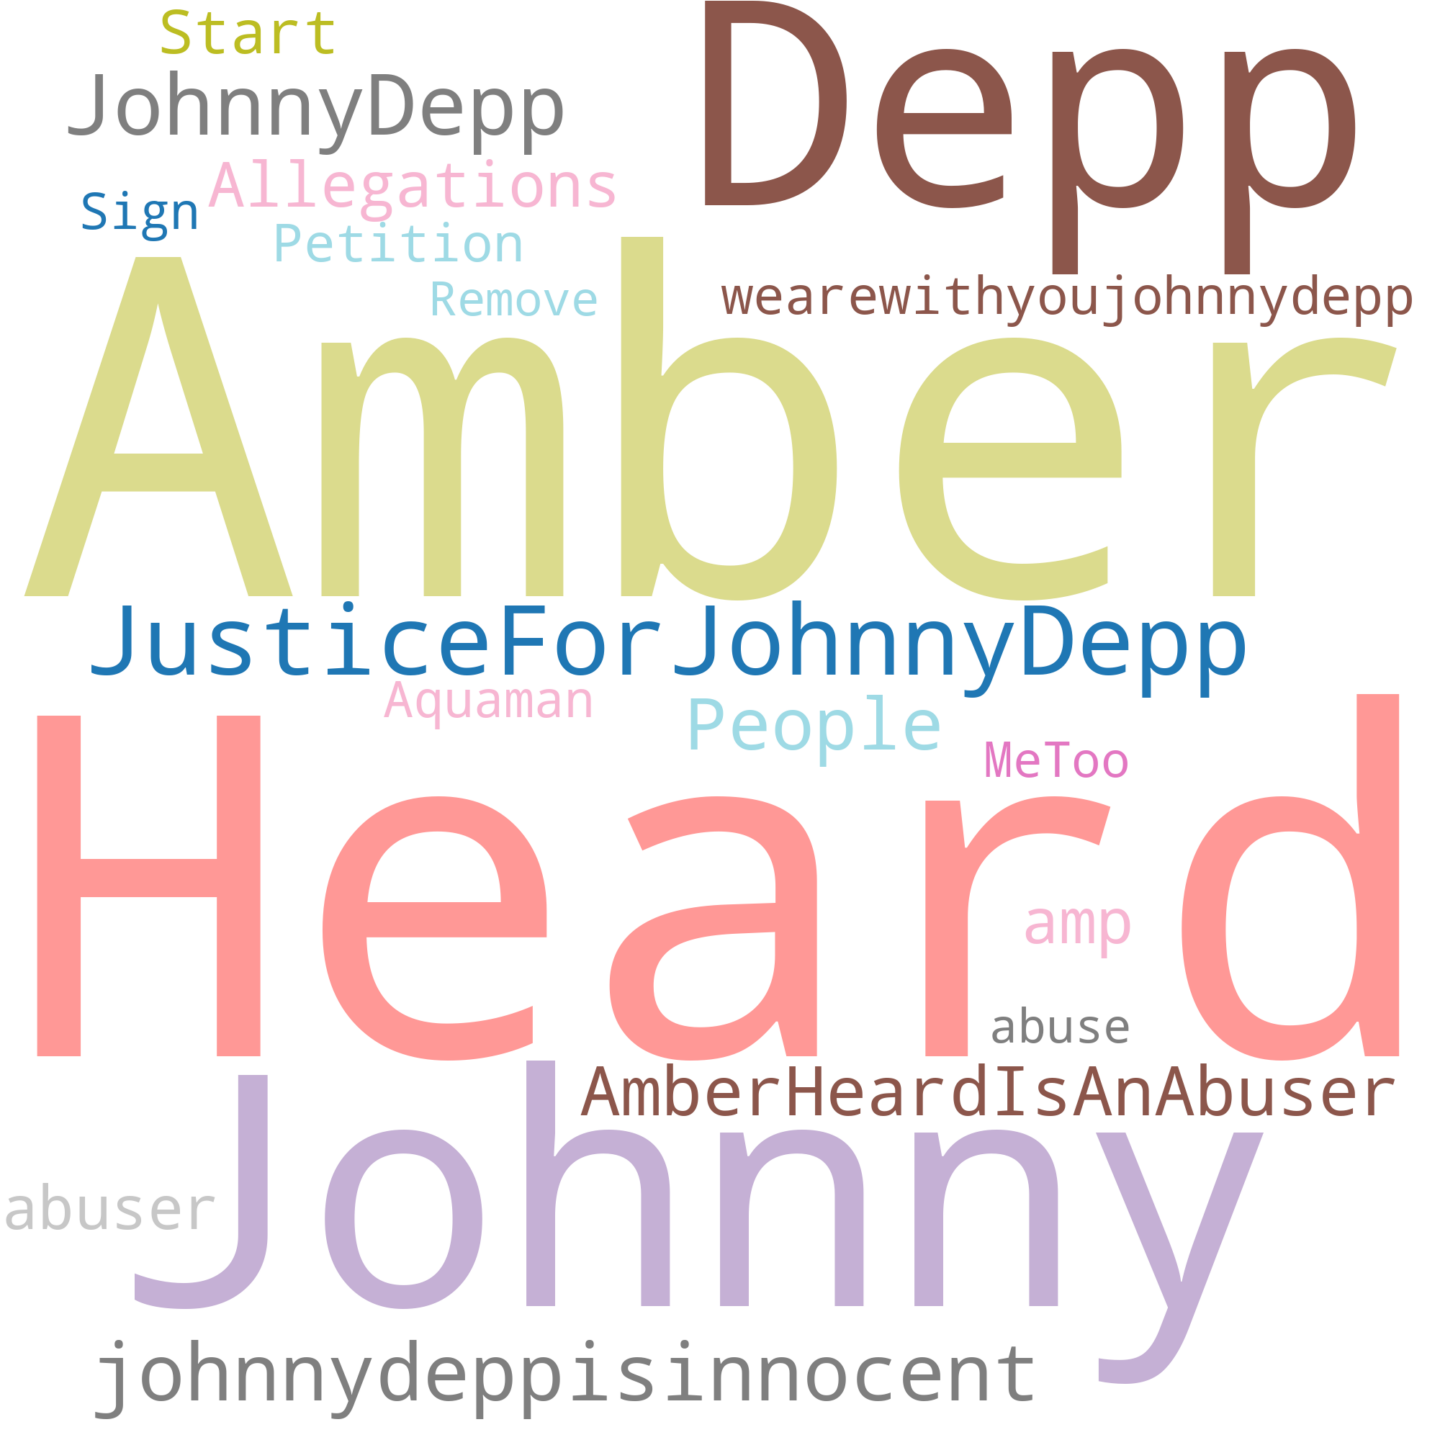 Start
Depp
JohnnyDepp
Allegations
Sign
Petition
Remove
wearewithyoujohnnydepp
Amber
JusticeForJohnnyDepp
Aquaman
People
MeToo
Heard
amp
abuse
AmberHeardIsAnAbuser
Johnny
abuser
johnnydeppisinnocent